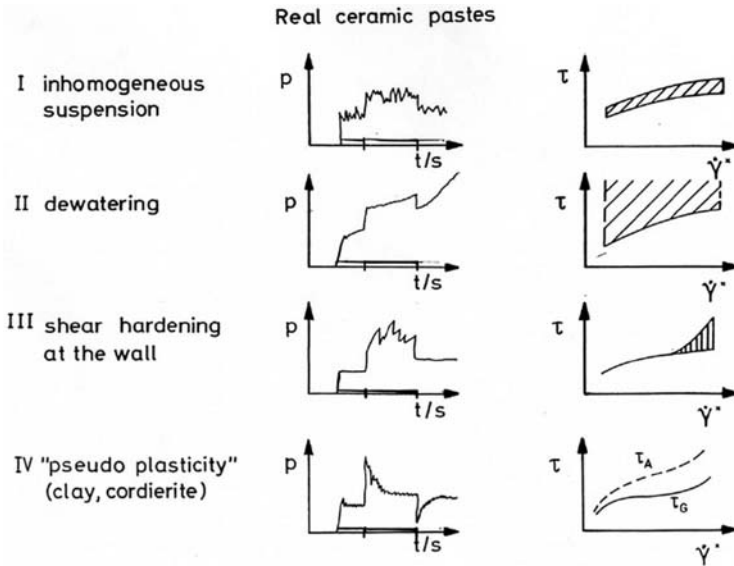 Real ceramic pastes
I inhomogeneous
suspension
p
t/s
τ
γ̇*
II dewatering
p
t/s
τ
γ̇*
III shear hardening
at the wall
p
t/s
τ
γ̇*
IV "pseudo plasticity"
(clay, cordierite)
p
t/s
τ
τA
τG
γ̇*